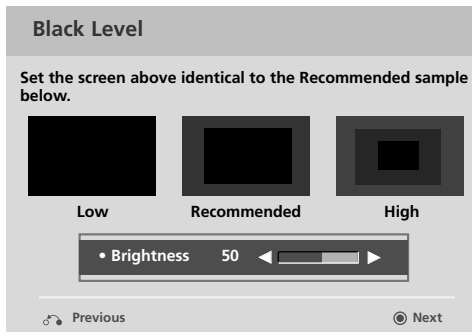 Black Level
Set the screen above identical to the Recommended sample
below.
Low Recommended High
• Brightness 50
Previous Next